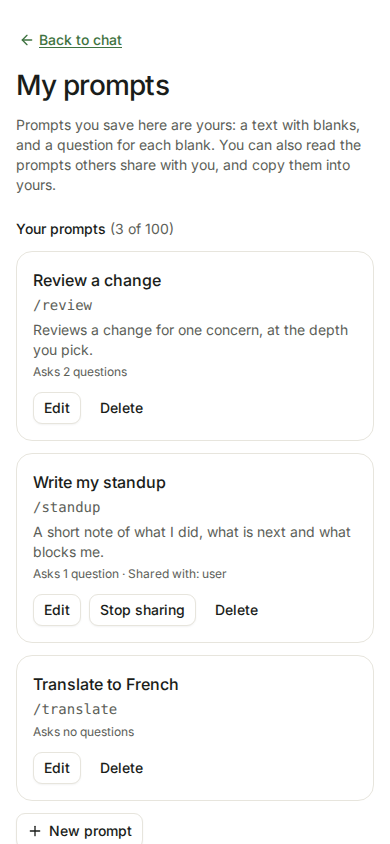 Back to chat
My prompts
Prompts you save here are yours: a text with blanks,
and a question for each blank. You can also read the
prompts others share with you, and copy them into
yours.
Your prompts (3 of 100)
Review a change
/review
Reviews a change for one concern, at the depth
you pick.
Asks 2 questions
Edit Delete
Write my standup
/standup
A short note of what I did, what is next and what
blocks me.
Asks 1 question · Shared with: user
Edit Stop sharing Delete
Translate to French
/translate
Asks no questions
Edit Delete
+ New prompt